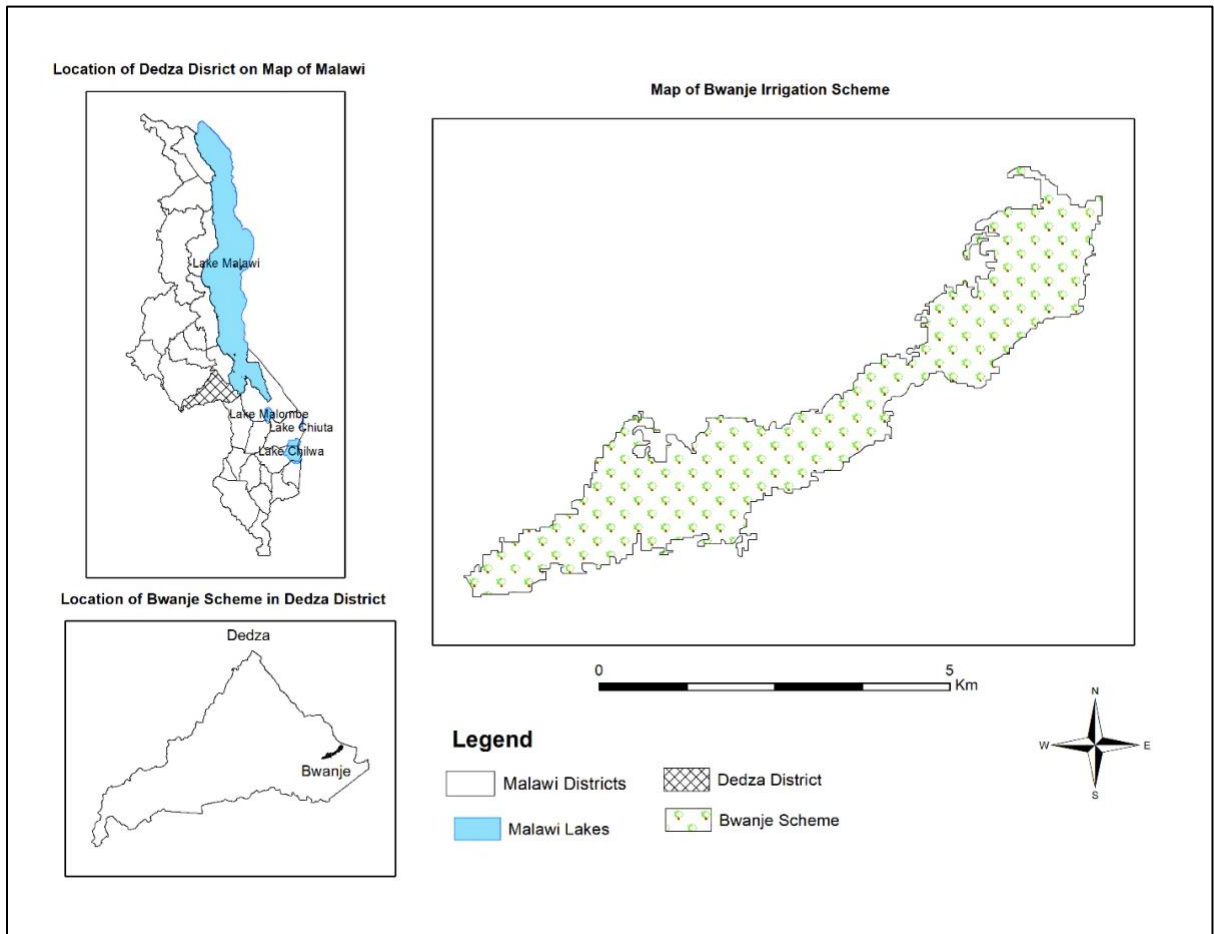 Location of Dedza Disrict on Map of Malawi
Lake Malawi
Lake Malombe
Lake Chiuta
Lake Chilwa
Location of Bwanje Scheme in Dedza District
Dedza
Bwanje
Map of Bwanje Irrigation Scheme
0 5
Km
N
W E
S
Legend
Malawi Districts
Dedza District
Malawi Lakes
Bwanje Scheme